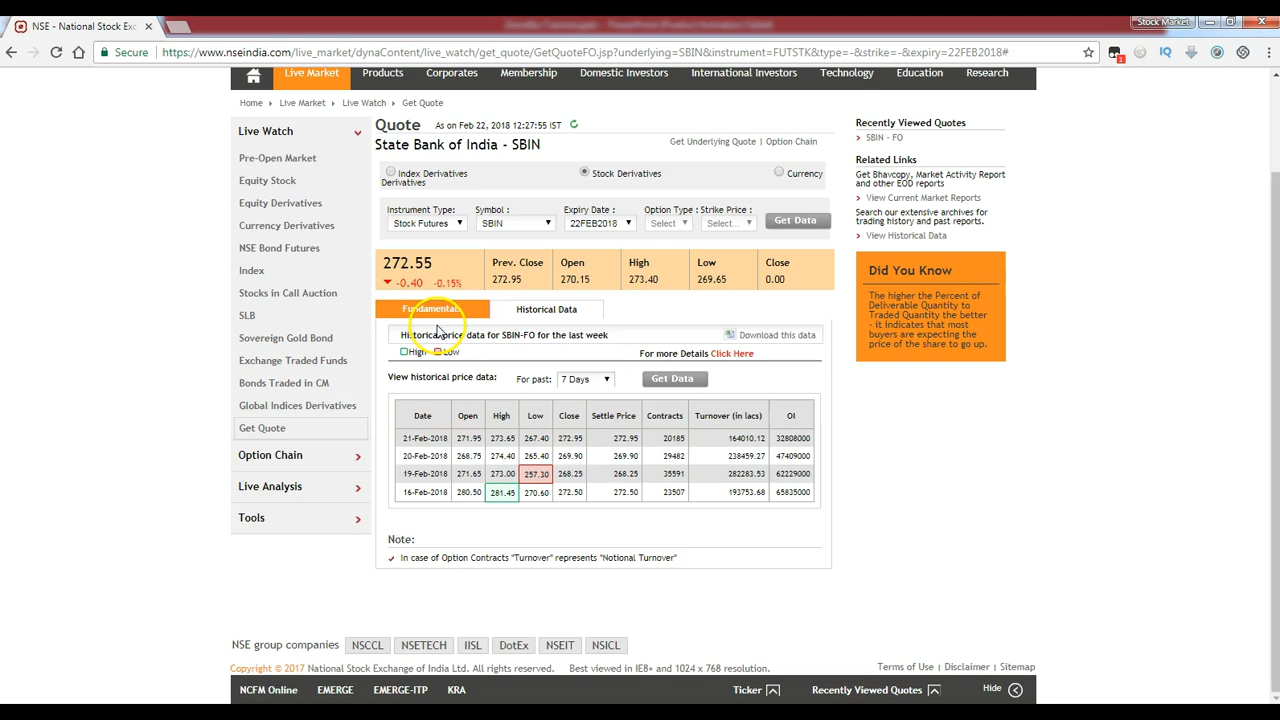 NSE - National Stock Exc
Stock Market
Secure
https://www.nseindia.com/live_market/dynaContent/live_watch/get_quote/GetQuoteFO.jsp?underlying=SBIN&instrument=FUTSTK&type=-&strike=-&expiry=22FEB2018#
1
IQ
Live Market Products Corporates Membership Domestic Investors International Investors Technology Education Research
Home Live Market Live Watch Get Quote
Live Watch
Pre-Open Market
Equity Stock
Equity Derivatives
Currency Derivatives
NSE Bond Futures
Index
Stocks in Call Auction
SLB
Sovereign Gold Bond
Exchange Traded Funds
Bonds Traded in CM
Global Indices Derivatives
Get Quote
Option Chain
Live Analysis
Tools
Quote As on Feb 22, 2018 12:27:55 IST
State Bank of India - SBIN
Get Underlying Quote | Option Chain
Index Derivatives Stock Derivatives Currency
Derivatives
Instrument Type: Symbol : Expiry Date : Option Type : Strike Price :
Stock Futures SBIN 22FEB2018 Select Select... Get Data
272.55 Prev. Close Open High Low Close
-0.40 -0.15% 272.95 270.15 273.40 269.65 0.00
Fundamentals Historical Data
Historical price data for SBIN-FO for the last week Download this data
High Low
For more Details Click Here
View historical price data: For past: 7 Days Get Data
Date Open High Low Close Settle Price Contracts Turnover (in lacs) OI
21-Feb-2018 271.95 273.65 267.40 272.95 272.95 20185 164010.12 32808000
20-Feb-2018 268.75 274.40 265.40 269.90 269.90 29482 238459.27 47409000
19-Feb-2018 271.65 273.00 257.30 268.25 268.25 35591 282283.53 62229000
16-Feb-2018 280.50 281.45 270.60 272.50 272.50 23507 193753.68 65835000
Note:
In case of Option Contracts "Turnover" represents "Notional Turnover"
Recently Viewed Quotes
SBIN - FO
Related Links
Get Bhavcopy, Market Activity Report
and other EOD reports
View Current Market Reports
Search our extensive archives for
trading history and past reports.
View Historical Data
Did You Know
The higher the Percent of
Deliverable Quantity to
Traded Quantity the better
- it indicates that most
buyers are expecting the
price of the share to go up.
NSE group companies NSCCL NSETECH IISL DotEx NSEIT NSICL
Copyright © 2017 National Stock Exchange of India Ltd. All rights reserved. Best viewed in IE8+ and 1024 x 768 resolution.
Terms of Use | Disclaimer | Sitemap
NCFM Online EMERGE EMERGE-ITP KRA Ticker Recently Viewed Quotes Hide